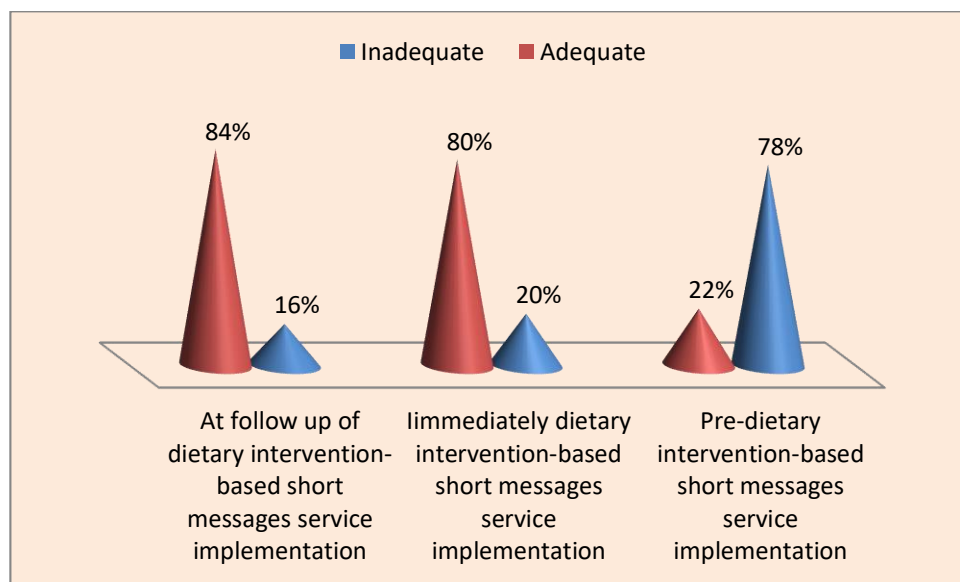 Inadequate Adequate
84%
16%
80%
20%
22%
78%
At follow up of
dietary intervention-
based short
messages service
implementation
Iimmediately dietary
intervention-based
short messages
service
implementation
Pre-dietary
intervention-based
short messages
service
implementation